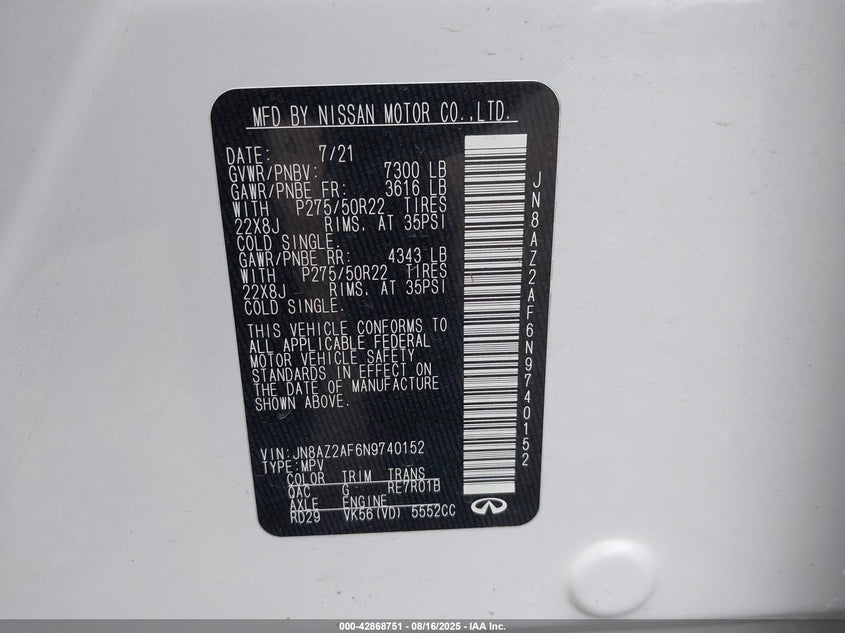 MFD BY NISSAN MOTOR CO.,LTD.
DATE: 7/21
GVWR/PNBV: 7300 LB
GAWR/PNBE FR: 3616 LB
WITH P275/50R22 TIRES
22X8J RIMS, AT 35PSI
COLD SINGLE.
GAWR/PNBE RR: 4343 LB
WITH P275/50R22 TIRES
22X8J RIMS, AT 35PSI
COLD SINGLE.
THIS VEHICLE CONFORMS TO
ALL APPLICABLE FEDERAL
MOTOR VEHICLE SAFETY
STANDARDS IN EFFECT ON
THE DATE OF MANUFACTURE
SHOWN ABOVE.
VIN:JN8AZ2AF6N9740152
TYPE:MPV
COLOR TRIM TRANS
QAC G RE7R01B
AXLE ENGINE
RD29 VK56(VD) 5552CC
JN8AZ2AF6N9740152
000-42868751 - 08/16/2025 - IAA Inc.